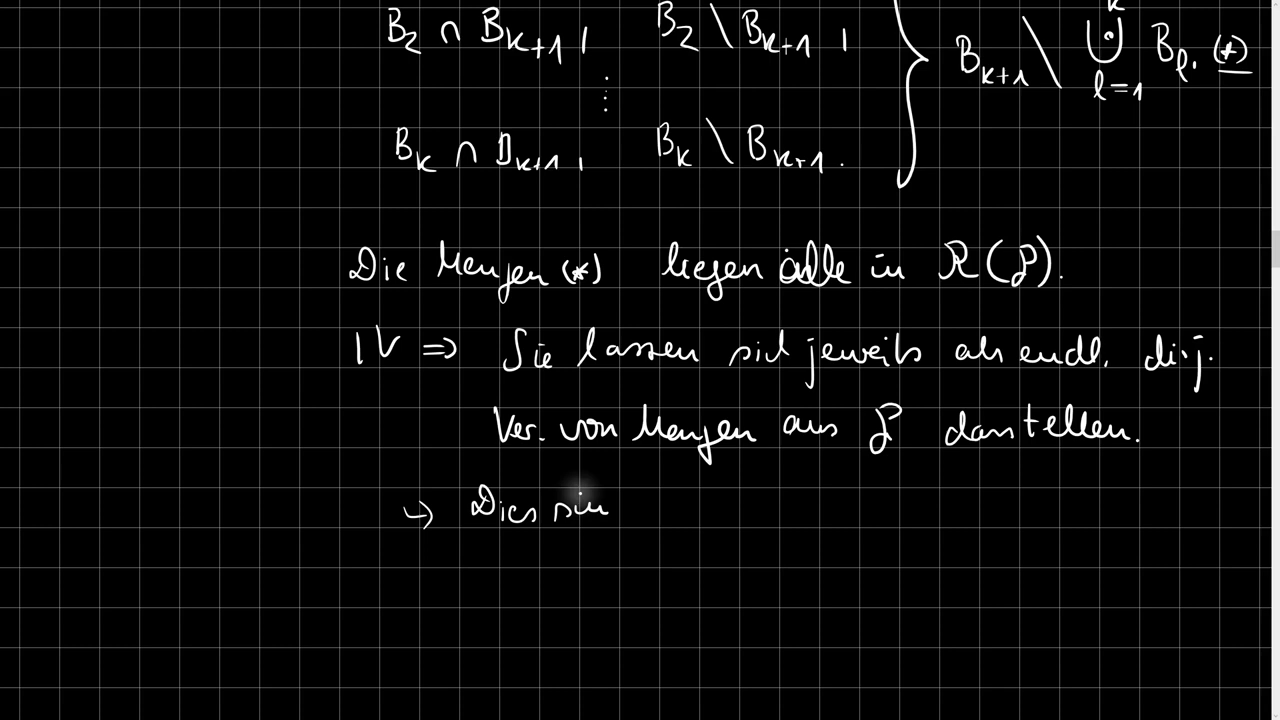 B₂ ∩ B_{k+1}, B₂ \ B_{k+1},
⋮
B_k ∩ B_{k+1}, B_k \ B_{k+1}.
} B_{k+1} \ ⨃_{l=1}^{k} B_l. (*)
Die Mengen (*) liegen alle in R(P).
IV ⇒ Sie lassen sich jeweils als endl. disj.
Ver. von Mengen aus P darstellen.
↪ Dies sin